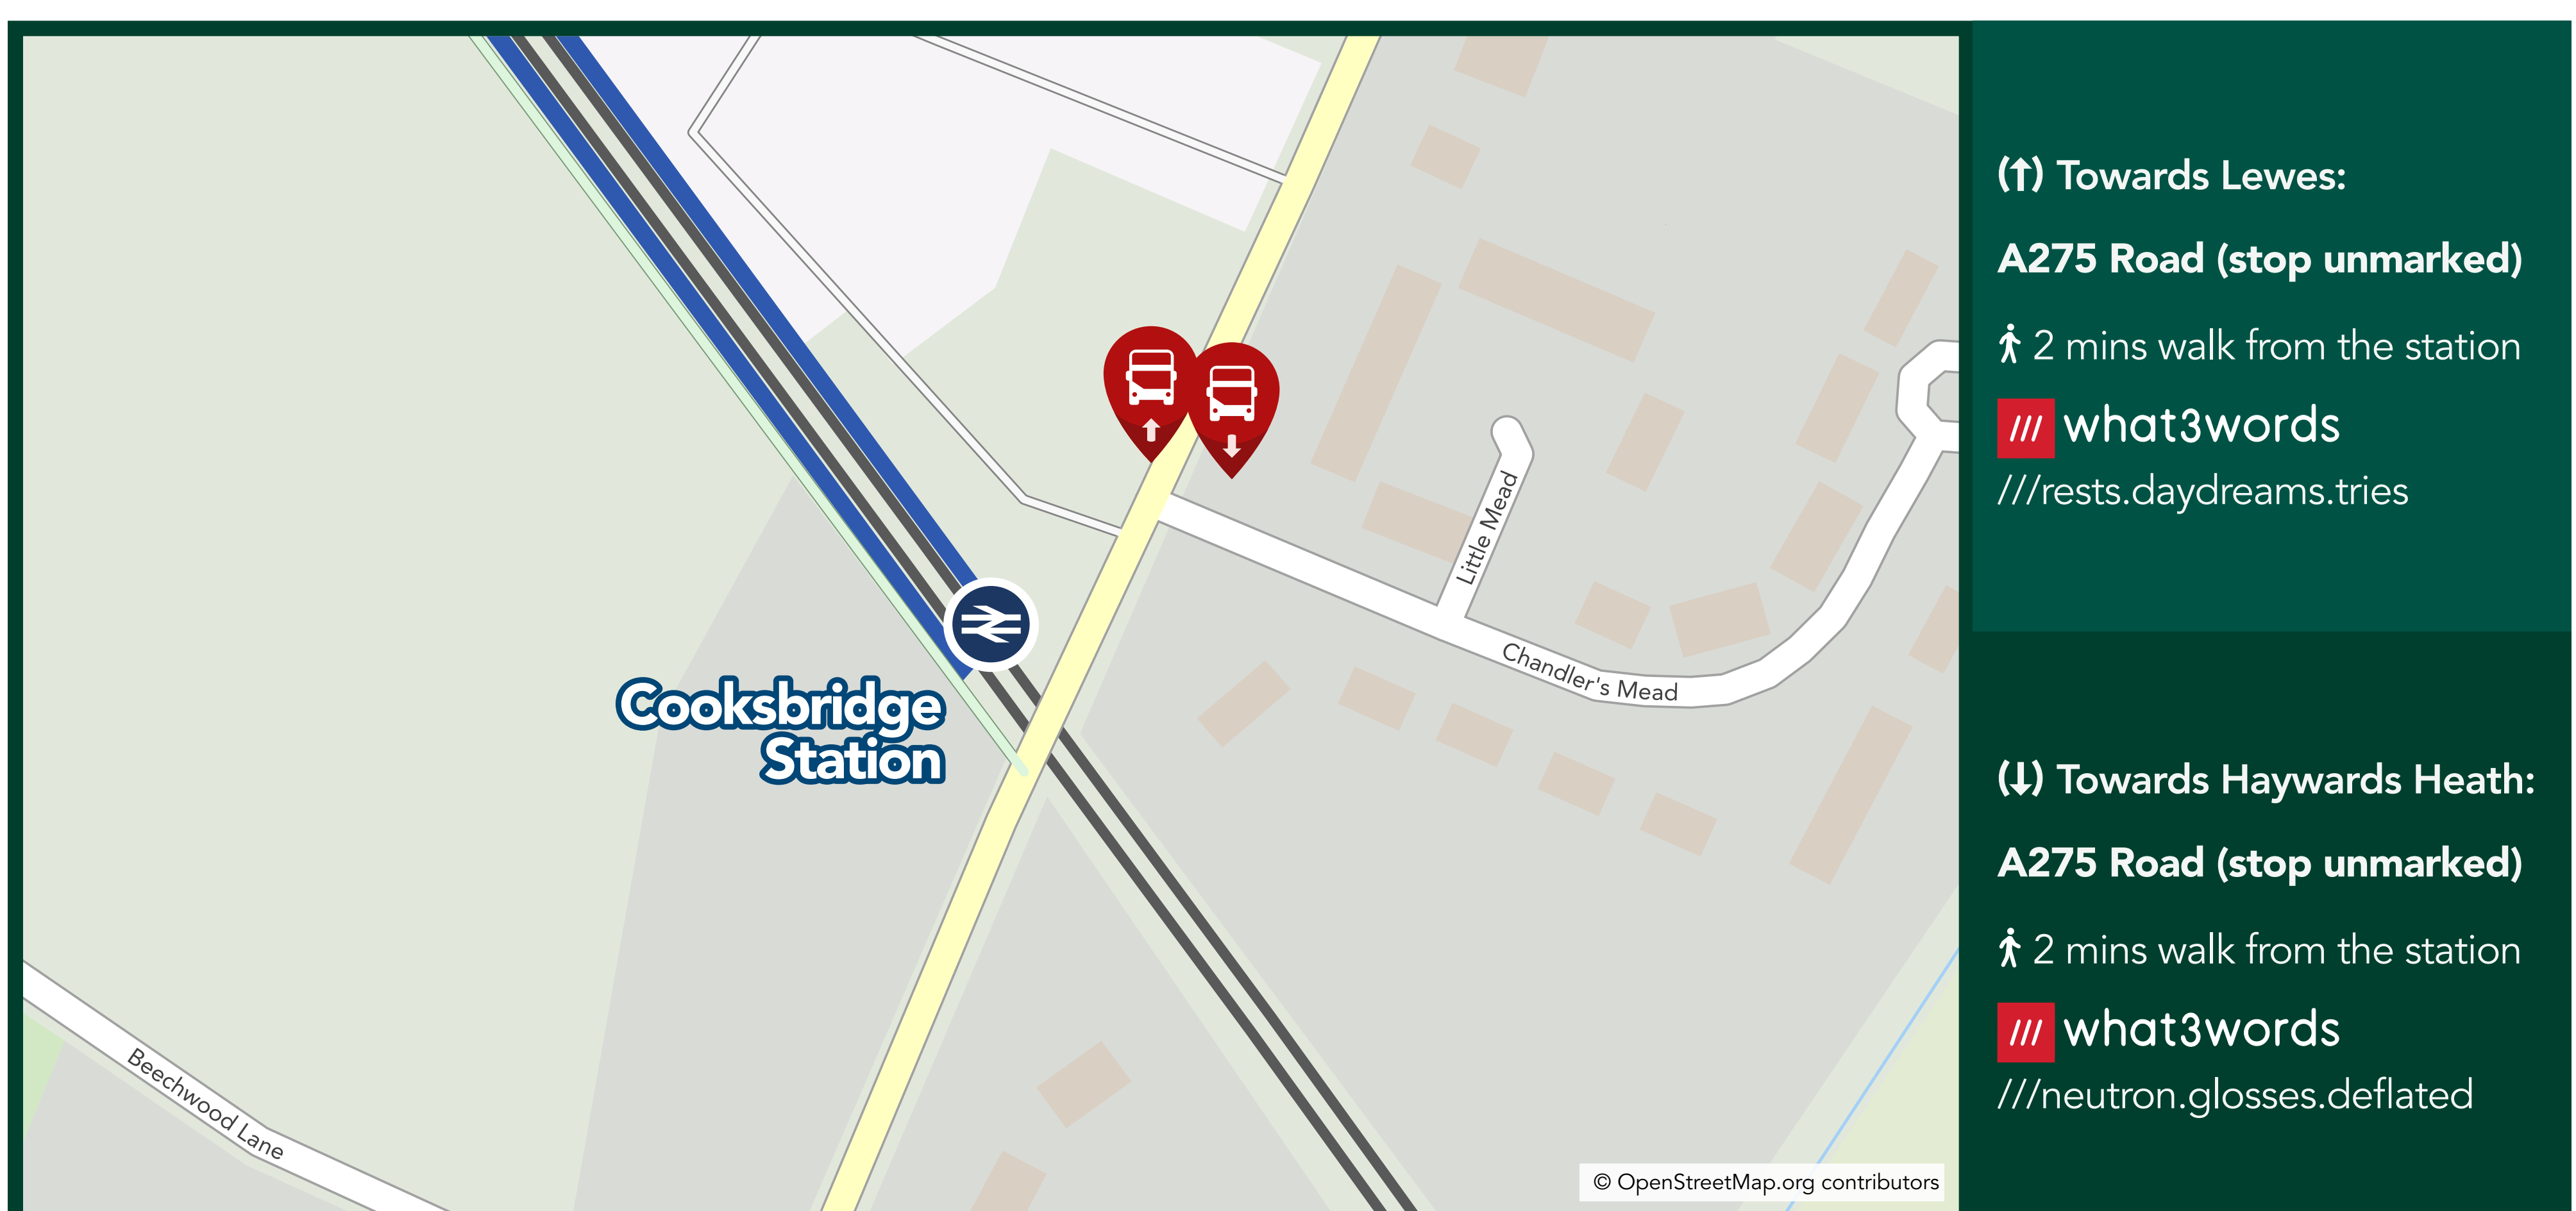 Little Mead
Chandler's Mead
Cooksbridge
Station
Beechwood Lane
© OpenStreetMap.org contributors
(↑) Towards Lewes:
A275 Road (stop unmarked)
2 mins walk from the station
/// what3words
///rests.daydreams.tries
(↓) Towards Haywards Heath:
A275 Road (stop unmarked)
2 mins walk from the station
/// what3words
///neutron.glosses.deflated